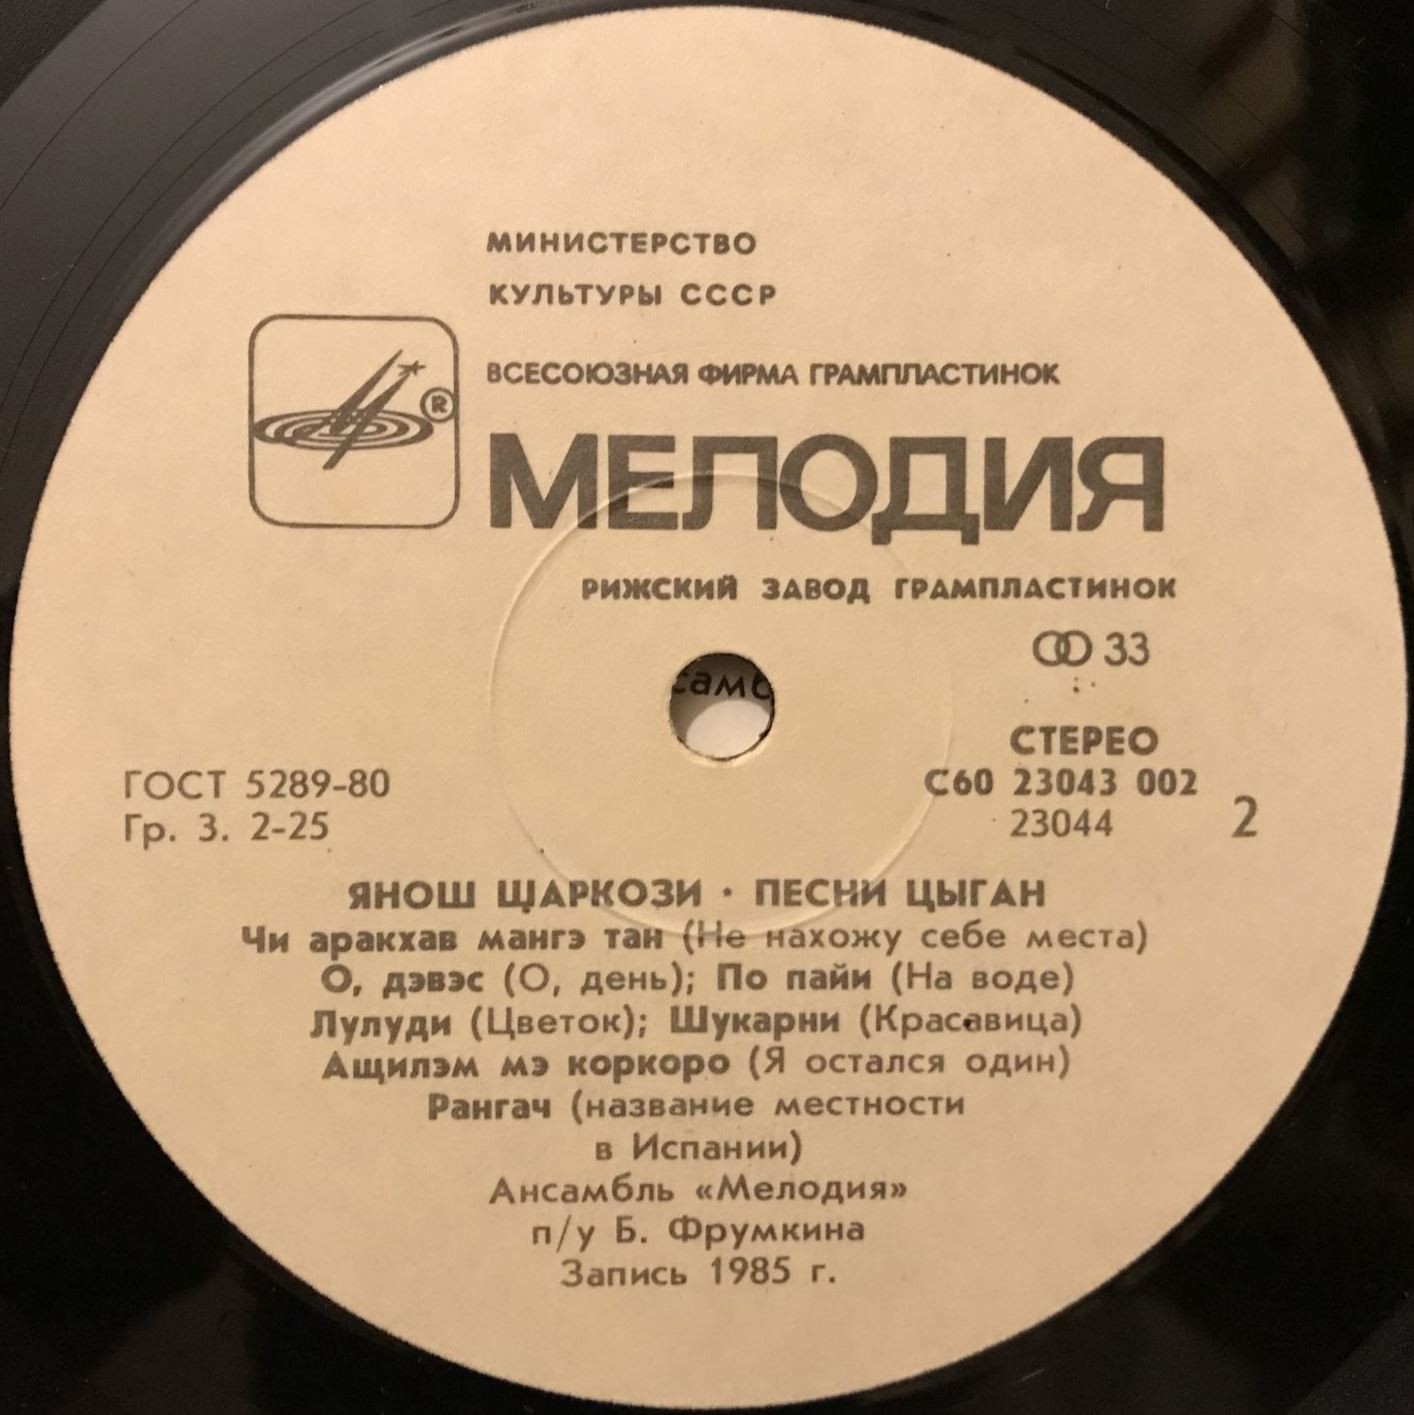 МИНИСТЕРСТВО
КУЛЬТУРЫ СССР
ВСЕСОЮЗНАЯ ФИРМА ГРАМПЛАСТИНОК
®
МЕЛОДИЯ
РИЖСКИЙ ЗАВОД ГРАМПЛАСТИНОК
33
самб
СТЕРЕО
ГОСТ 5289-80
С60 23043 002
Гр. 3. 2-25
23044
2
ЯНОШ ЩАРКОЗИ · ПЕСНИ ЦЫГАН
Чи аракхав мангэ тан (Не нахожу себе места)
О, дэвэс (О, день); По пайи (На воде)
Лулуди (Цветок); Шукарни (Красавица)
Ащилэм мэ коркоро (Я остался один)
Рангач (название местности
в Испании)
Ансамбль «Мелодия»
п/у Б. Фрумкина
Запись 1985 г.